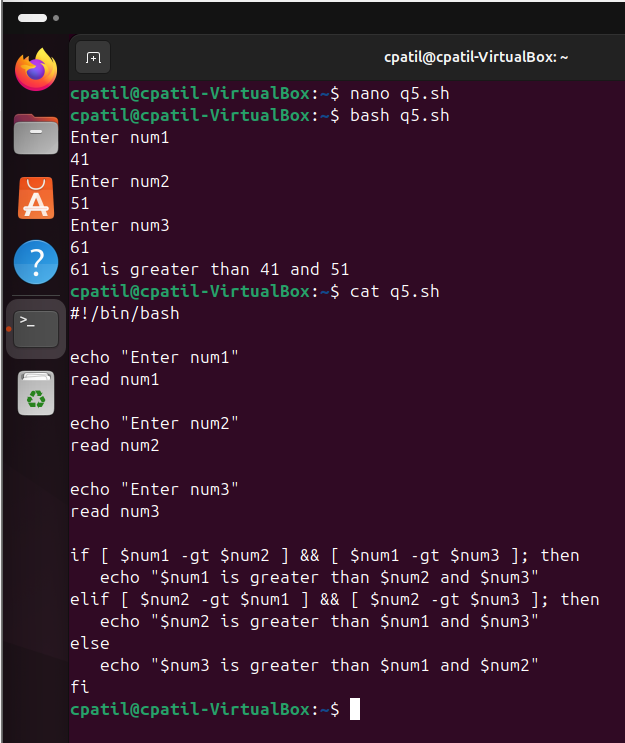 cpatil@cpatil-VirtualBox: ~
cpatil@cpatil-VirtualBox:~$ nano q5.sh
cpatil@cpatil-VirtualBox:~$ bash q5.sh
Enter num1
41
Enter num2
51
Enter num3
61
61 is greater than 41 and 51
cpatil@cpatil-VirtualBox:~$ cat q5.sh
#!/bin/bash

echo "Enter num1"
read num1

echo "Enter num2"
read num2

echo "Enter num3"
read num3

if [ $num1 -gt $num2 ] && [ $num1 -gt $num3 ]; then
   echo "$num1 is greater than $num2 and $num3"
elif [ $num2 -gt $num1 ] && [ $num2 -gt $num3 ]; then
   echo "$num2 is greater than $num1 and $num3"
else
   echo "$num3 is greater than $num1 and $num2"
fi
cpatil@cpatil-VirtualBox:~$